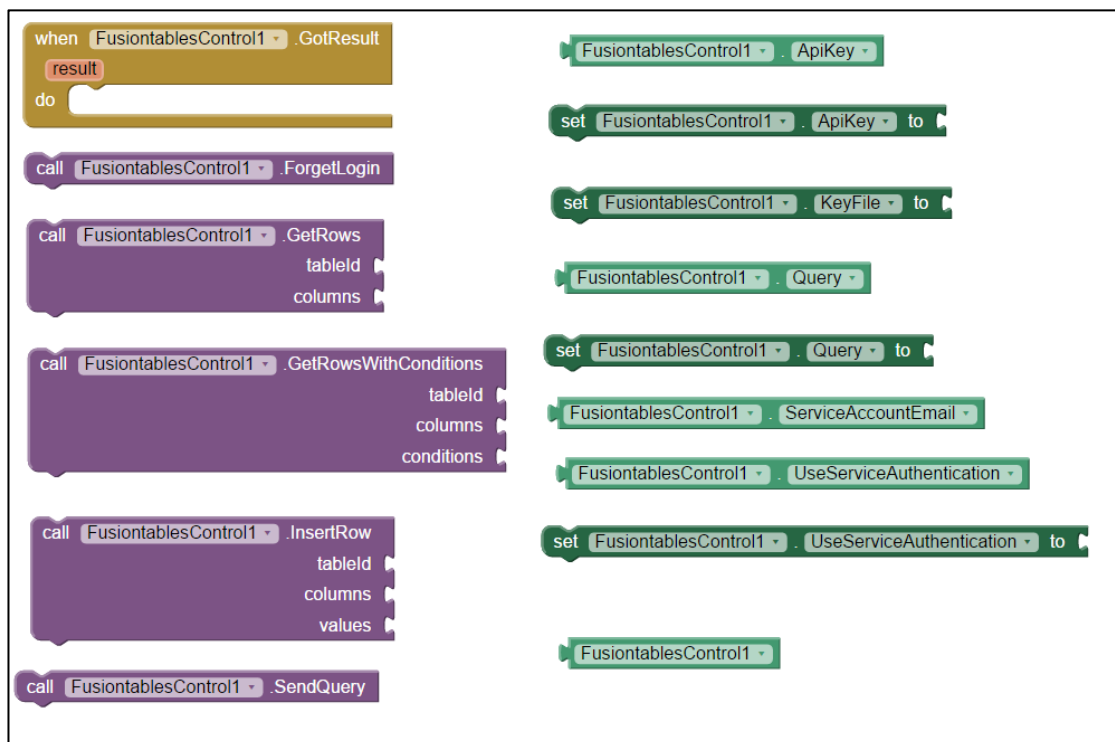 when FusiontablesControl1 .GotResult
result
do
call FusiontablesControl1 .ForgetLogin
call FusiontablesControl1 .GetRows
tableId
columns
call FusiontablesControl1 .GetRowsWithConditions
tableId
columns
conditions
call FusiontablesControl1 .InsertRow
tableId
columns
values
call FusiontablesControl1 .SendQuery
FusiontablesControl1 . ApiKey
set FusiontablesControl1 . ApiKey to
set FusiontablesControl1 . KeyFile to
FusiontablesControl1 . Query
set FusiontablesControl1 . Query to
FusiontablesControl1 . ServiceAccountEmail
FusiontablesControl1 . UseServiceAuthentication
set FusiontablesControl1 . UseServiceAuthentication to
FusiontablesControl1